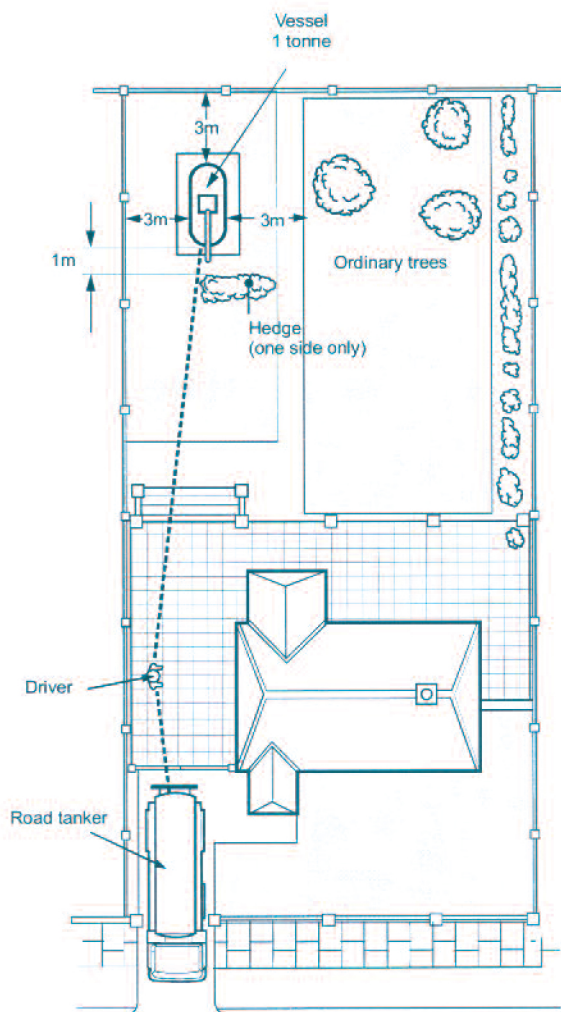 Vessel
1 tonne
3m
3m
3m
1m
Ordinary trees
Hedge
(one side only)
Driver
Road tanker